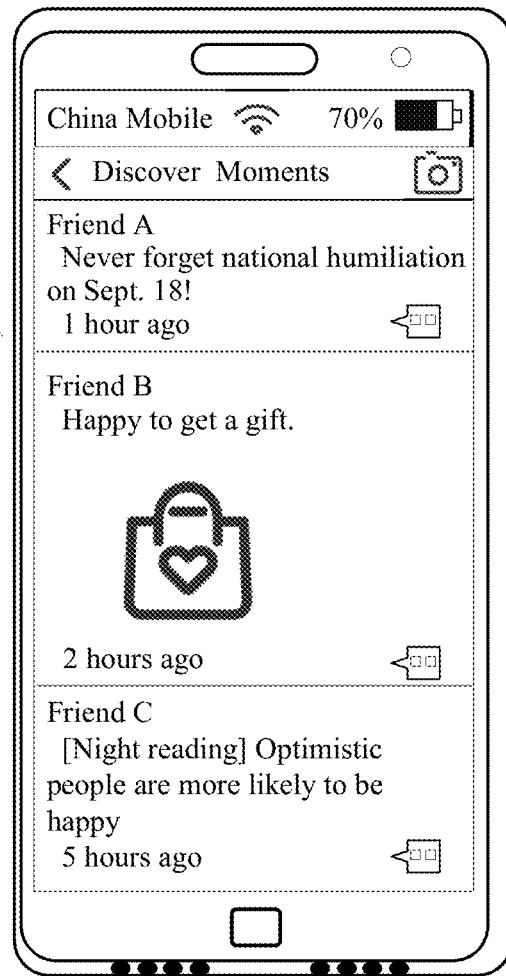 China Mobile 70%
Discover Moments
Friend A
Never forget national humiliation
on Sept. 18!
1 hour ago
Friend B
Happy to get a gift.
2 hours ago
Friend C
[Night reading] Optimistic
people are more likely to be
happy
5 hours ago